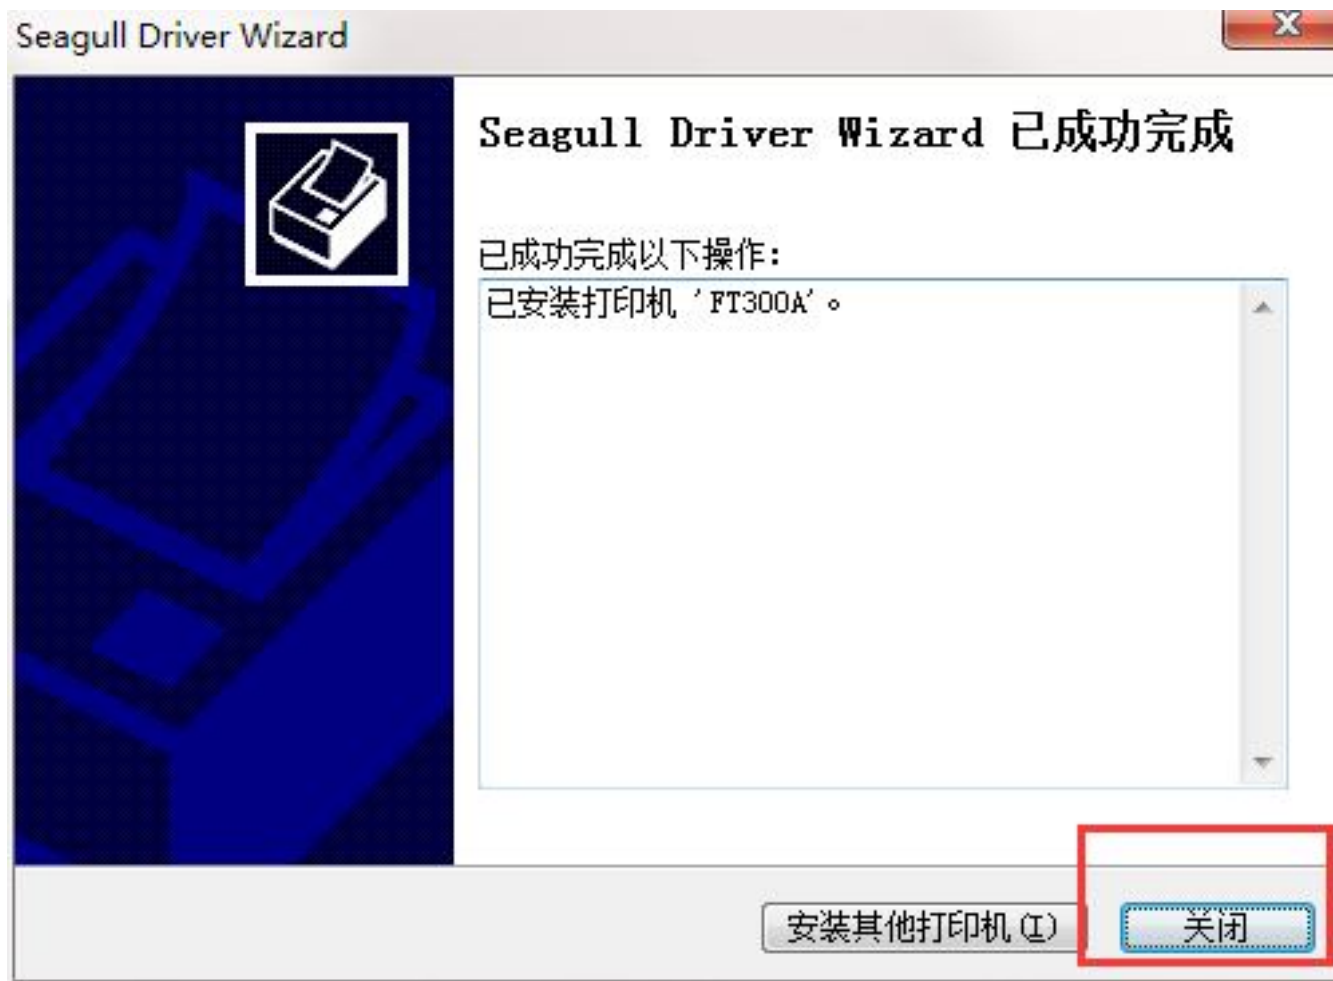 Seagull Driver Wizard
Seagull Driver Wizard 已成功完成
已成功完成以下操作：
已安装打印机 'FT300A'。
安装其他打印机(I)
关闭